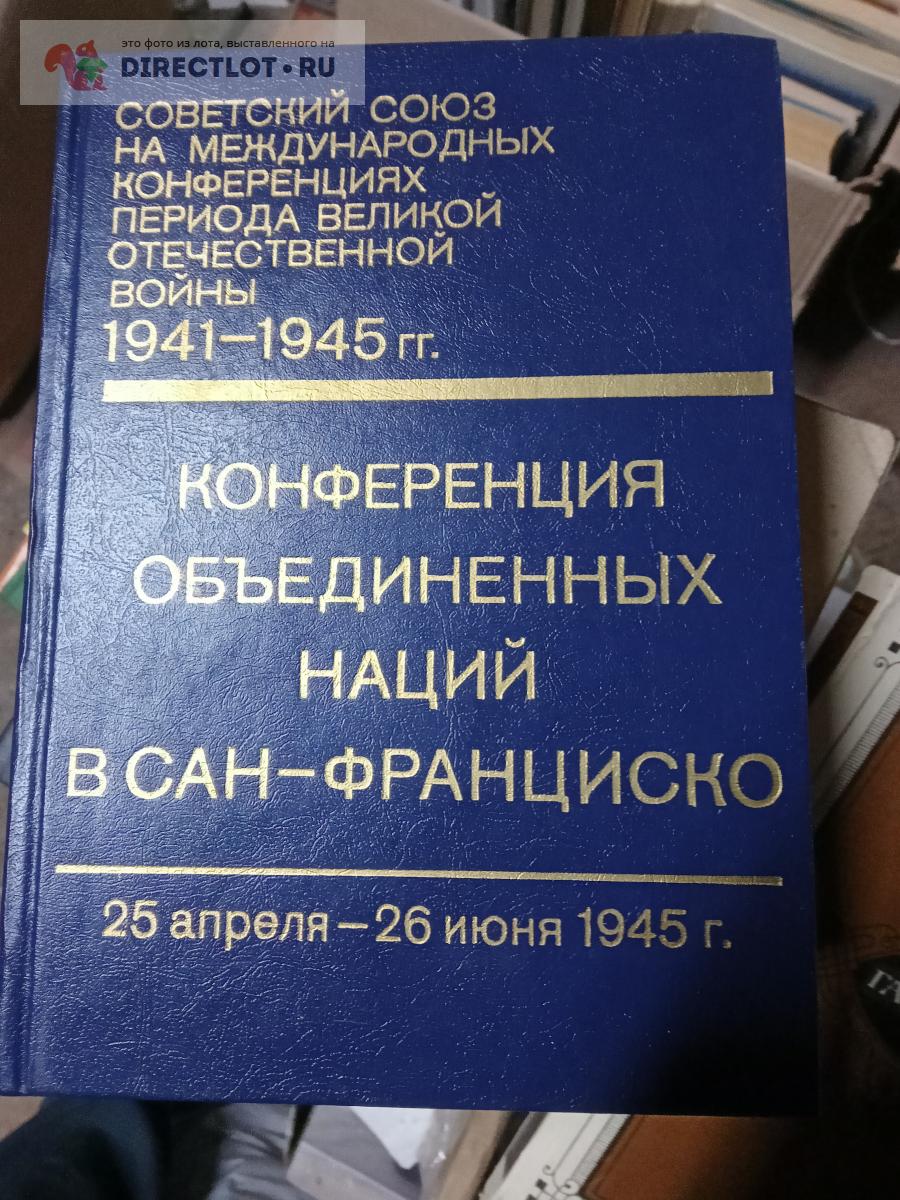 это фото из лота, выставленного на
DIRECTLOT.RU
СОВЕТСКИЙ СОЮЗ
НА МЕЖДУНАРОДНЫХ
КОНФЕРЕНЦИЯХ
ПЕРИОДА ВЕЛИКОЙ
ОТЕЧЕСТВЕННОЙ
ВОЙНЫ
1941–1945 гг.
КОНФЕРЕНЦИЯ
ОБЪЕДИНЕННЫХ
НАЦИЙ
В САН–ФРАНЦИСКО
25 апреля – 26 июня 1945 г.